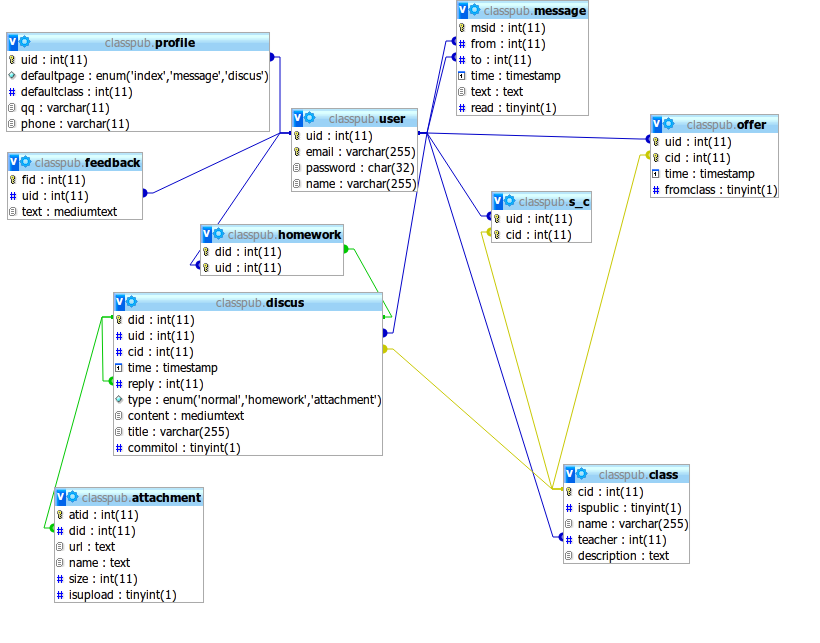 classpub.profile
uid : int(11)
defaultpage : enum('index','message','discus')
defaultclass : int(11)
qq : varchar(11)
phone : varchar(11)
classpub.feedback
fid : int(11)
uid : int(11)
text : mediumtext
classpub.user
uid : int(11)
email : varchar(255)
password : char(32)
name : varchar(255)
classpub.message
msid : int(11)
from : int(11)
to : int(11)
time : timestamp
text : text
read : tinyint(1)
classpub.offer
uid : int(11)
cid : int(11)
time : timestamp
fromclass : tinyint(1)
classpub.s_c
uid : int(11)
cid : int(11)
classpub.homework
did : int(11)
uid : int(11)
classpub.discus
did : int(11)
uid : int(11)
cid : int(11)
time : timestamp
reply : int(11)
type : enum('normal','homework','attachment')
content : mediumtext
title : varchar(255)
commitol : tinyint(1)
classpub.attachment
atid : int(11)
did : int(11)
url : text
name : text
size : int(11)
isupload : tinyint(1)
classpub.class
cid : int(11)
ispublic : tinyint(1)
name : varchar(255)
teacher : int(11)
description : text